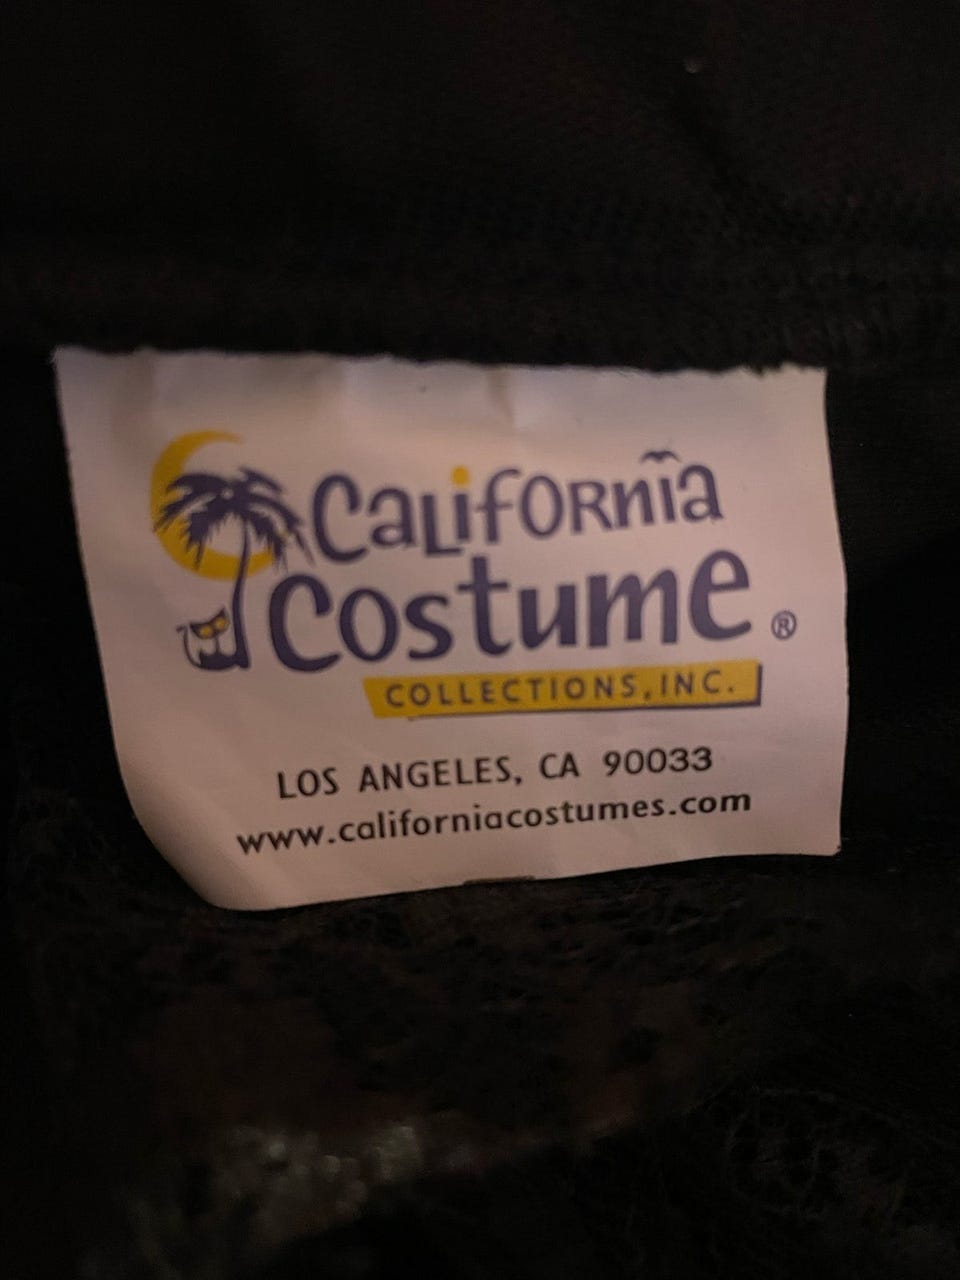 CaLifORnia
Costume ®
COLLECTIONS, INC.
LOS ANGELES, CA 90033
www.californiacostumes.com